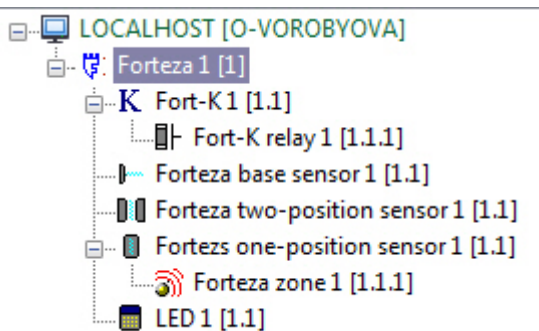 LOCALHOST [O-VOROBYOVA]
Forteza 1 [1]
K Fort-K 1 [1.1]
Fort-K relay 1 [1.1.1]
Forteza base sensor 1 [1.1]
Forteza two-position sensor 1 [1.1]
Fortezs one-position sensor 1 [1.1]
Forteza zone 1 [1.1.1]
LED 1 [1.1]